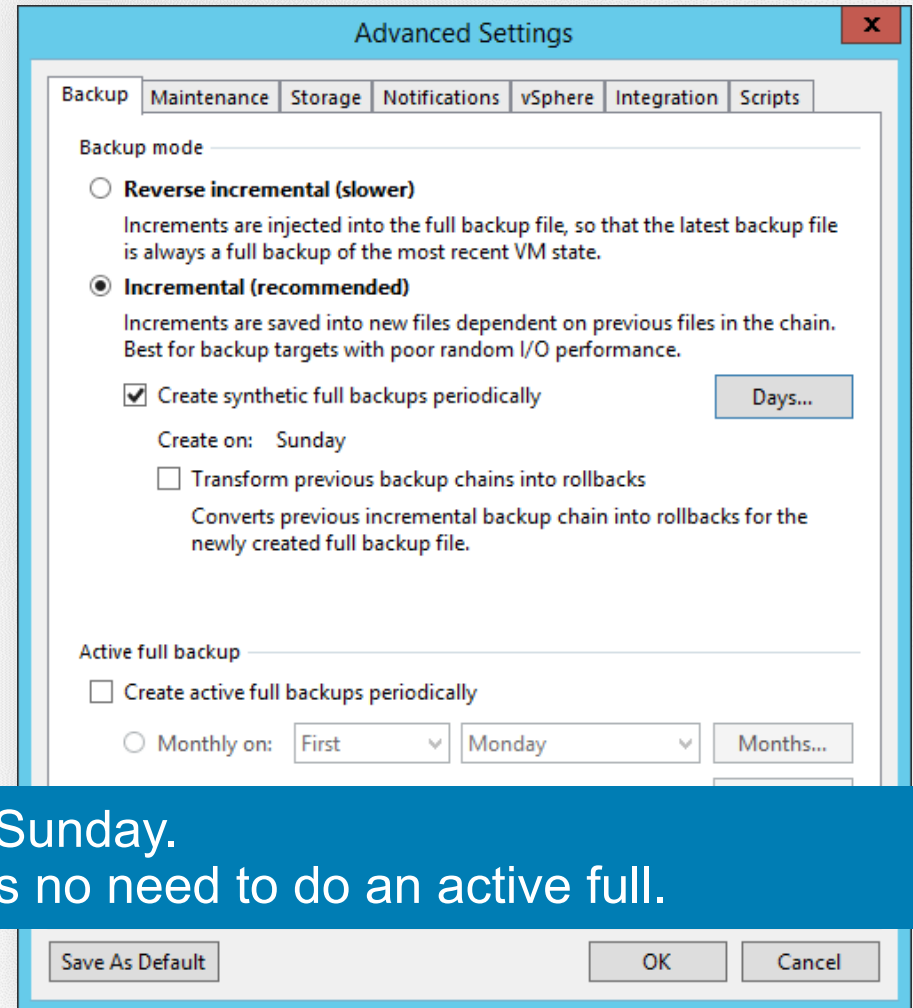 Advanced Settings
x
Backup Maintenance Storage Notifications vSphere Integration Scripts
Backup mode
Reverse incremental (slower)
Increments are injected into the full backup file, so that the latest backup file
is always a full backup of the most recent VM state.
Incremental (recommended)
Increments are saved into new files dependent on previous files in the chain.
Best for backup targets with poor random I/O performance.
Create synthetic full backups periodically Days...
Create on: Sunday
Transform previous backup chains into rollbacks
Converts previous incremental backup chain into rollbacks for the
newly created full backup file.
Active full backup
Create active full backups periodically
Monthly on: First Monday Months...
Sunday.
s no need to do an active full.
Save As Default OK Cancel